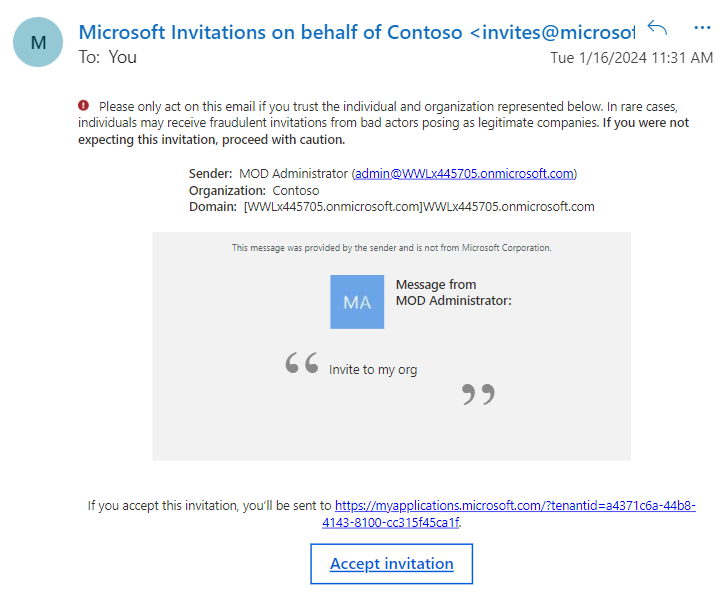 M
Microsoft Invitations on behalf of Contoso <invites@microsof
To: You
Tue 1/16/2024 11:31 AM
Please only act on this email if you trust the individual and organization represented below. In rare cases,
individuals may receive fraudulent invitations from bad actors posing as legitimate companies. If you were not
expecting this invitation, proceed with caution.
Sender: MOD Administrator (admin@WWLx445705.onmicrosoft.com)
Organization: Contoso
Domain: [WWLx445705.onmicrosoft.com]WWLx445705.onmicrosoft.com
This message was provided by the sender and is not from Microsoft Corporation.
MA
Message from
MOD Administrator:
“ Invite to my org
”
If you accept this invitation, you'll be sent to https://myapplications.microsoft.com/?tenantid=a4371c6a-44b8-
4143-8100-cc315f45ca1f.
Accept invitation